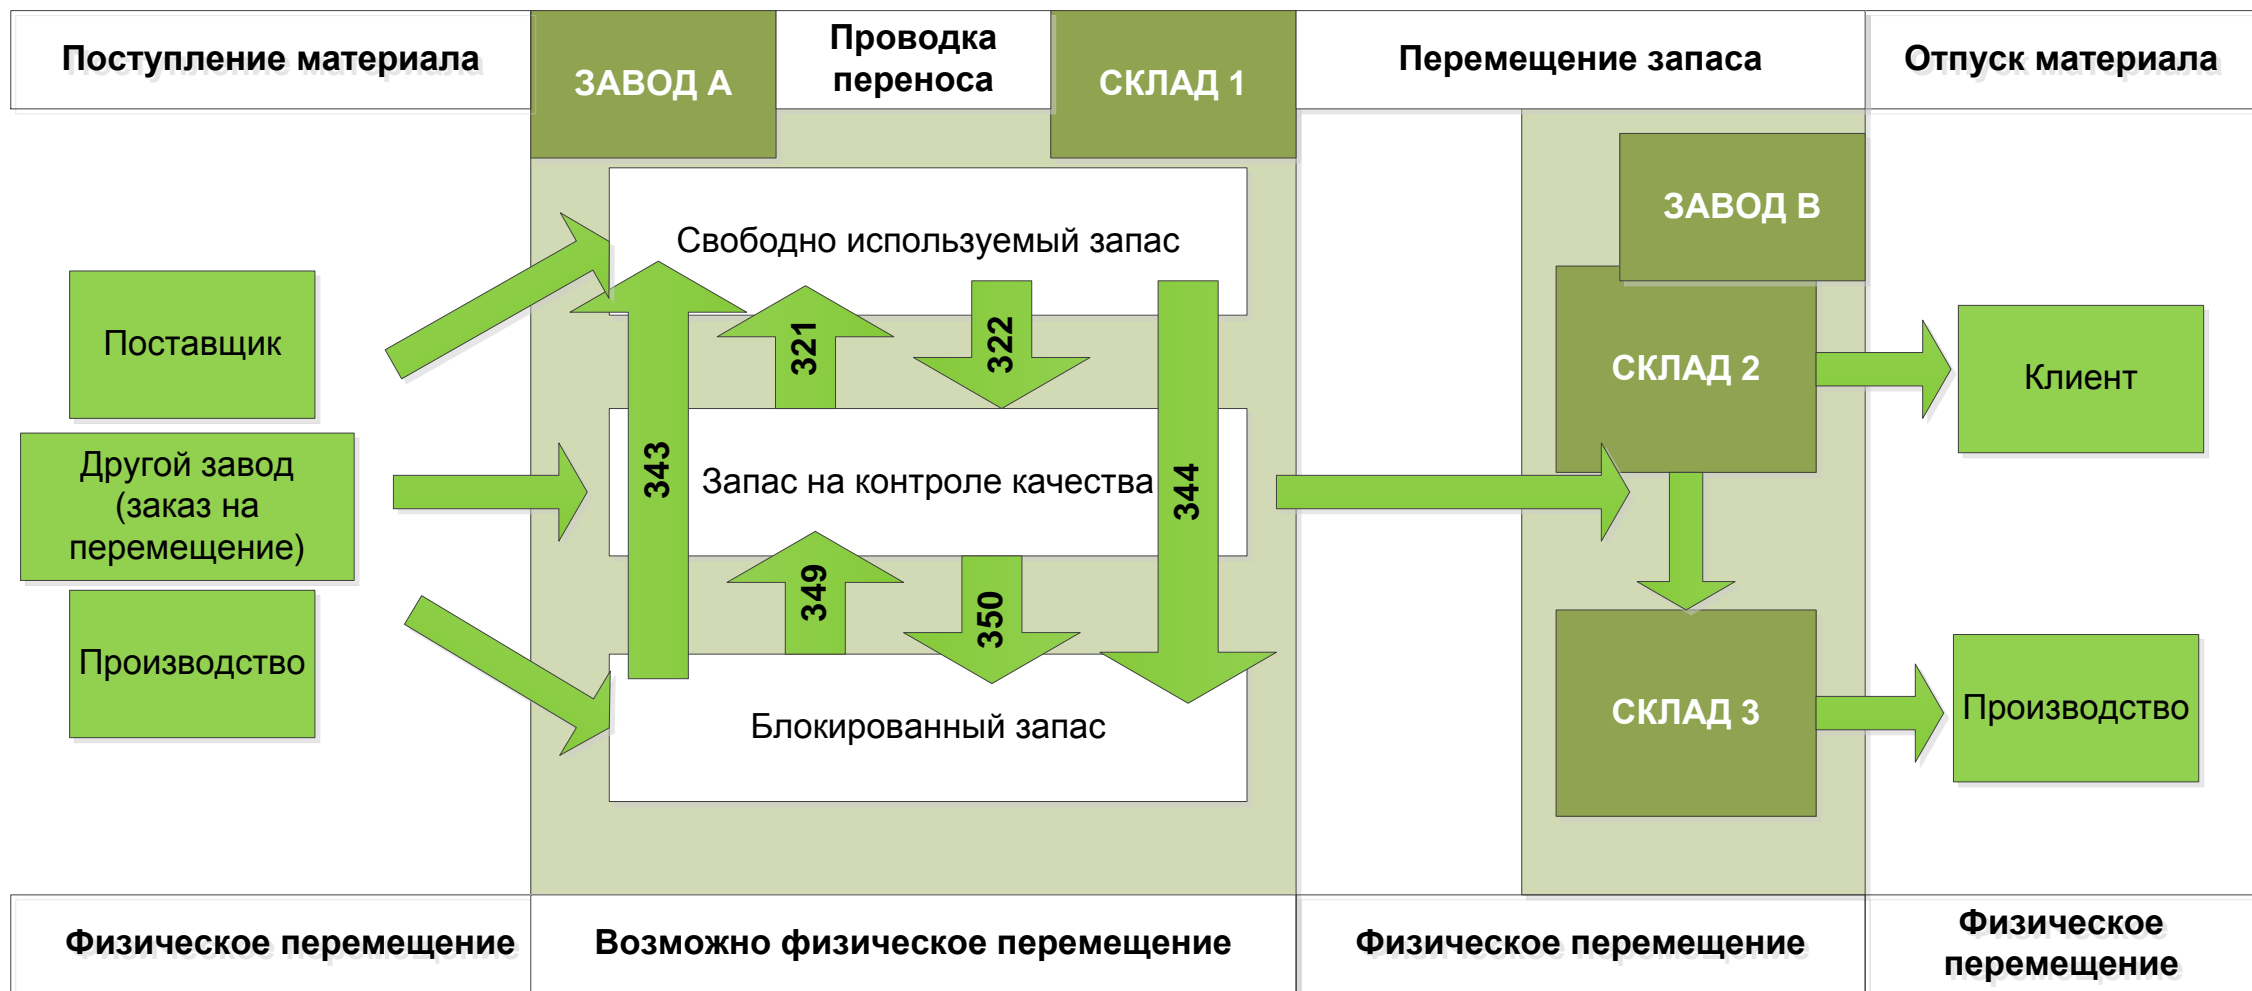 Поступление материала
ЗАВОД А
Проводка
переноса
СКЛАД 1
Перемещение запаса
Отпуск материала
Поставщик
Другой завод
(заказ на
перемещение)
Производство
Свободно используемый запас
321
322
343
Запас на контроле качества
344
349
350
Блокированный запас
ЗАВОД В
СКЛАД 2
СКЛАД 3
Клиент
Производство
Физическое перемещение
Возможно физическое перемещение
Физическое перемещение
Физическое
перемещение